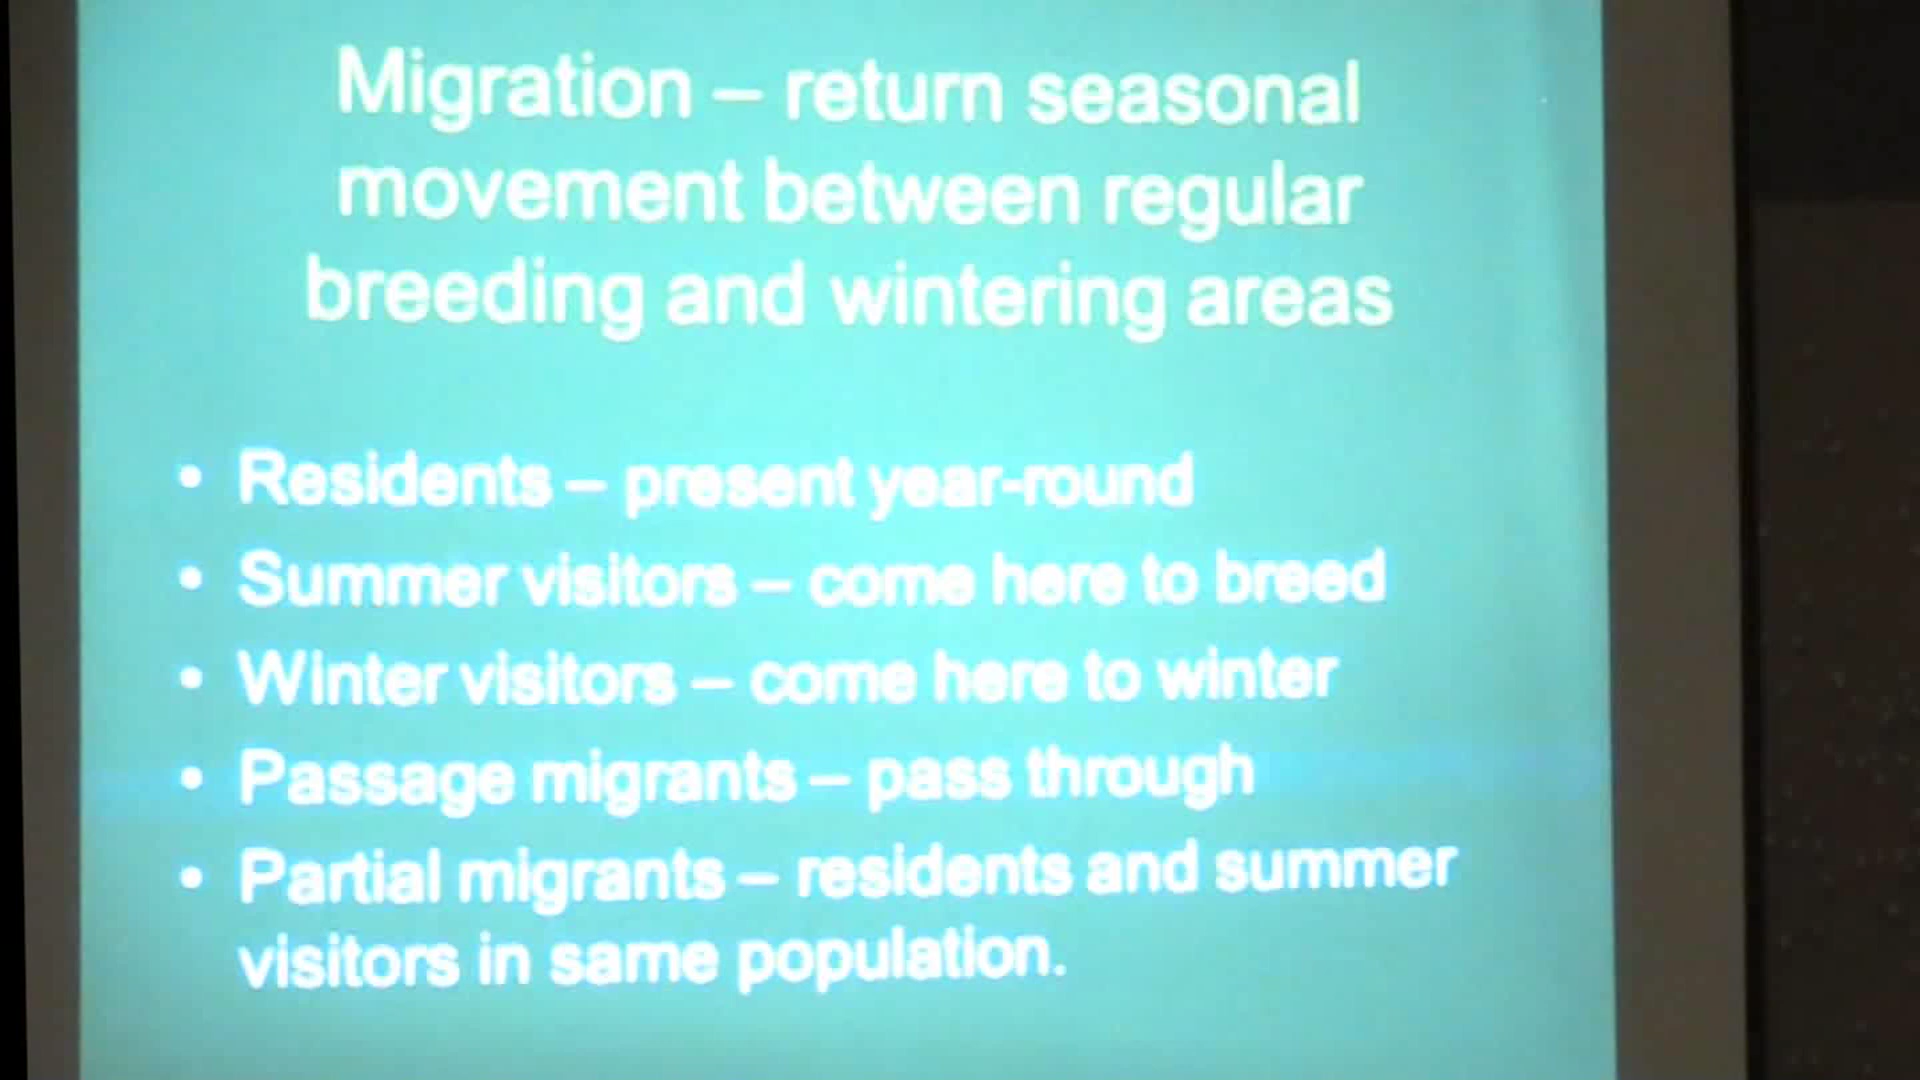 Migration – return seasonal
movement between regular
breeding and wintering areas
• Residents – present year-round
• Summer visitors – come here to breed
• Winter visitors – come here to winter
• Passage migrants – pass through
• Partial migrants – residents and summer
visitors in same population.